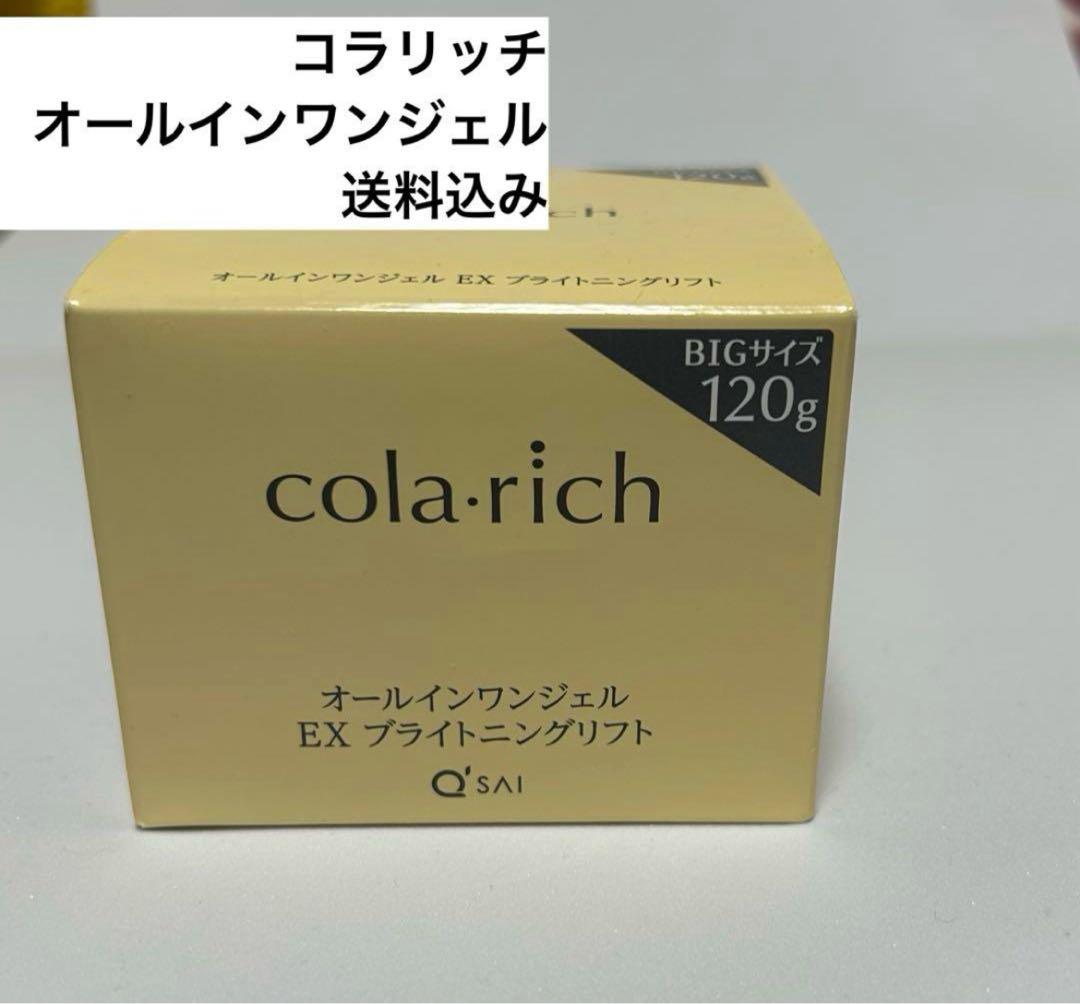 コラリッチ
オールインワンジェル
送料込み
120g
ch
オールインワンジェル EX ブライトニングリフト
BIGサイズ
120g
cola・rich
オールインワンジェル
EX ブライトニングリフト
Q'SAI